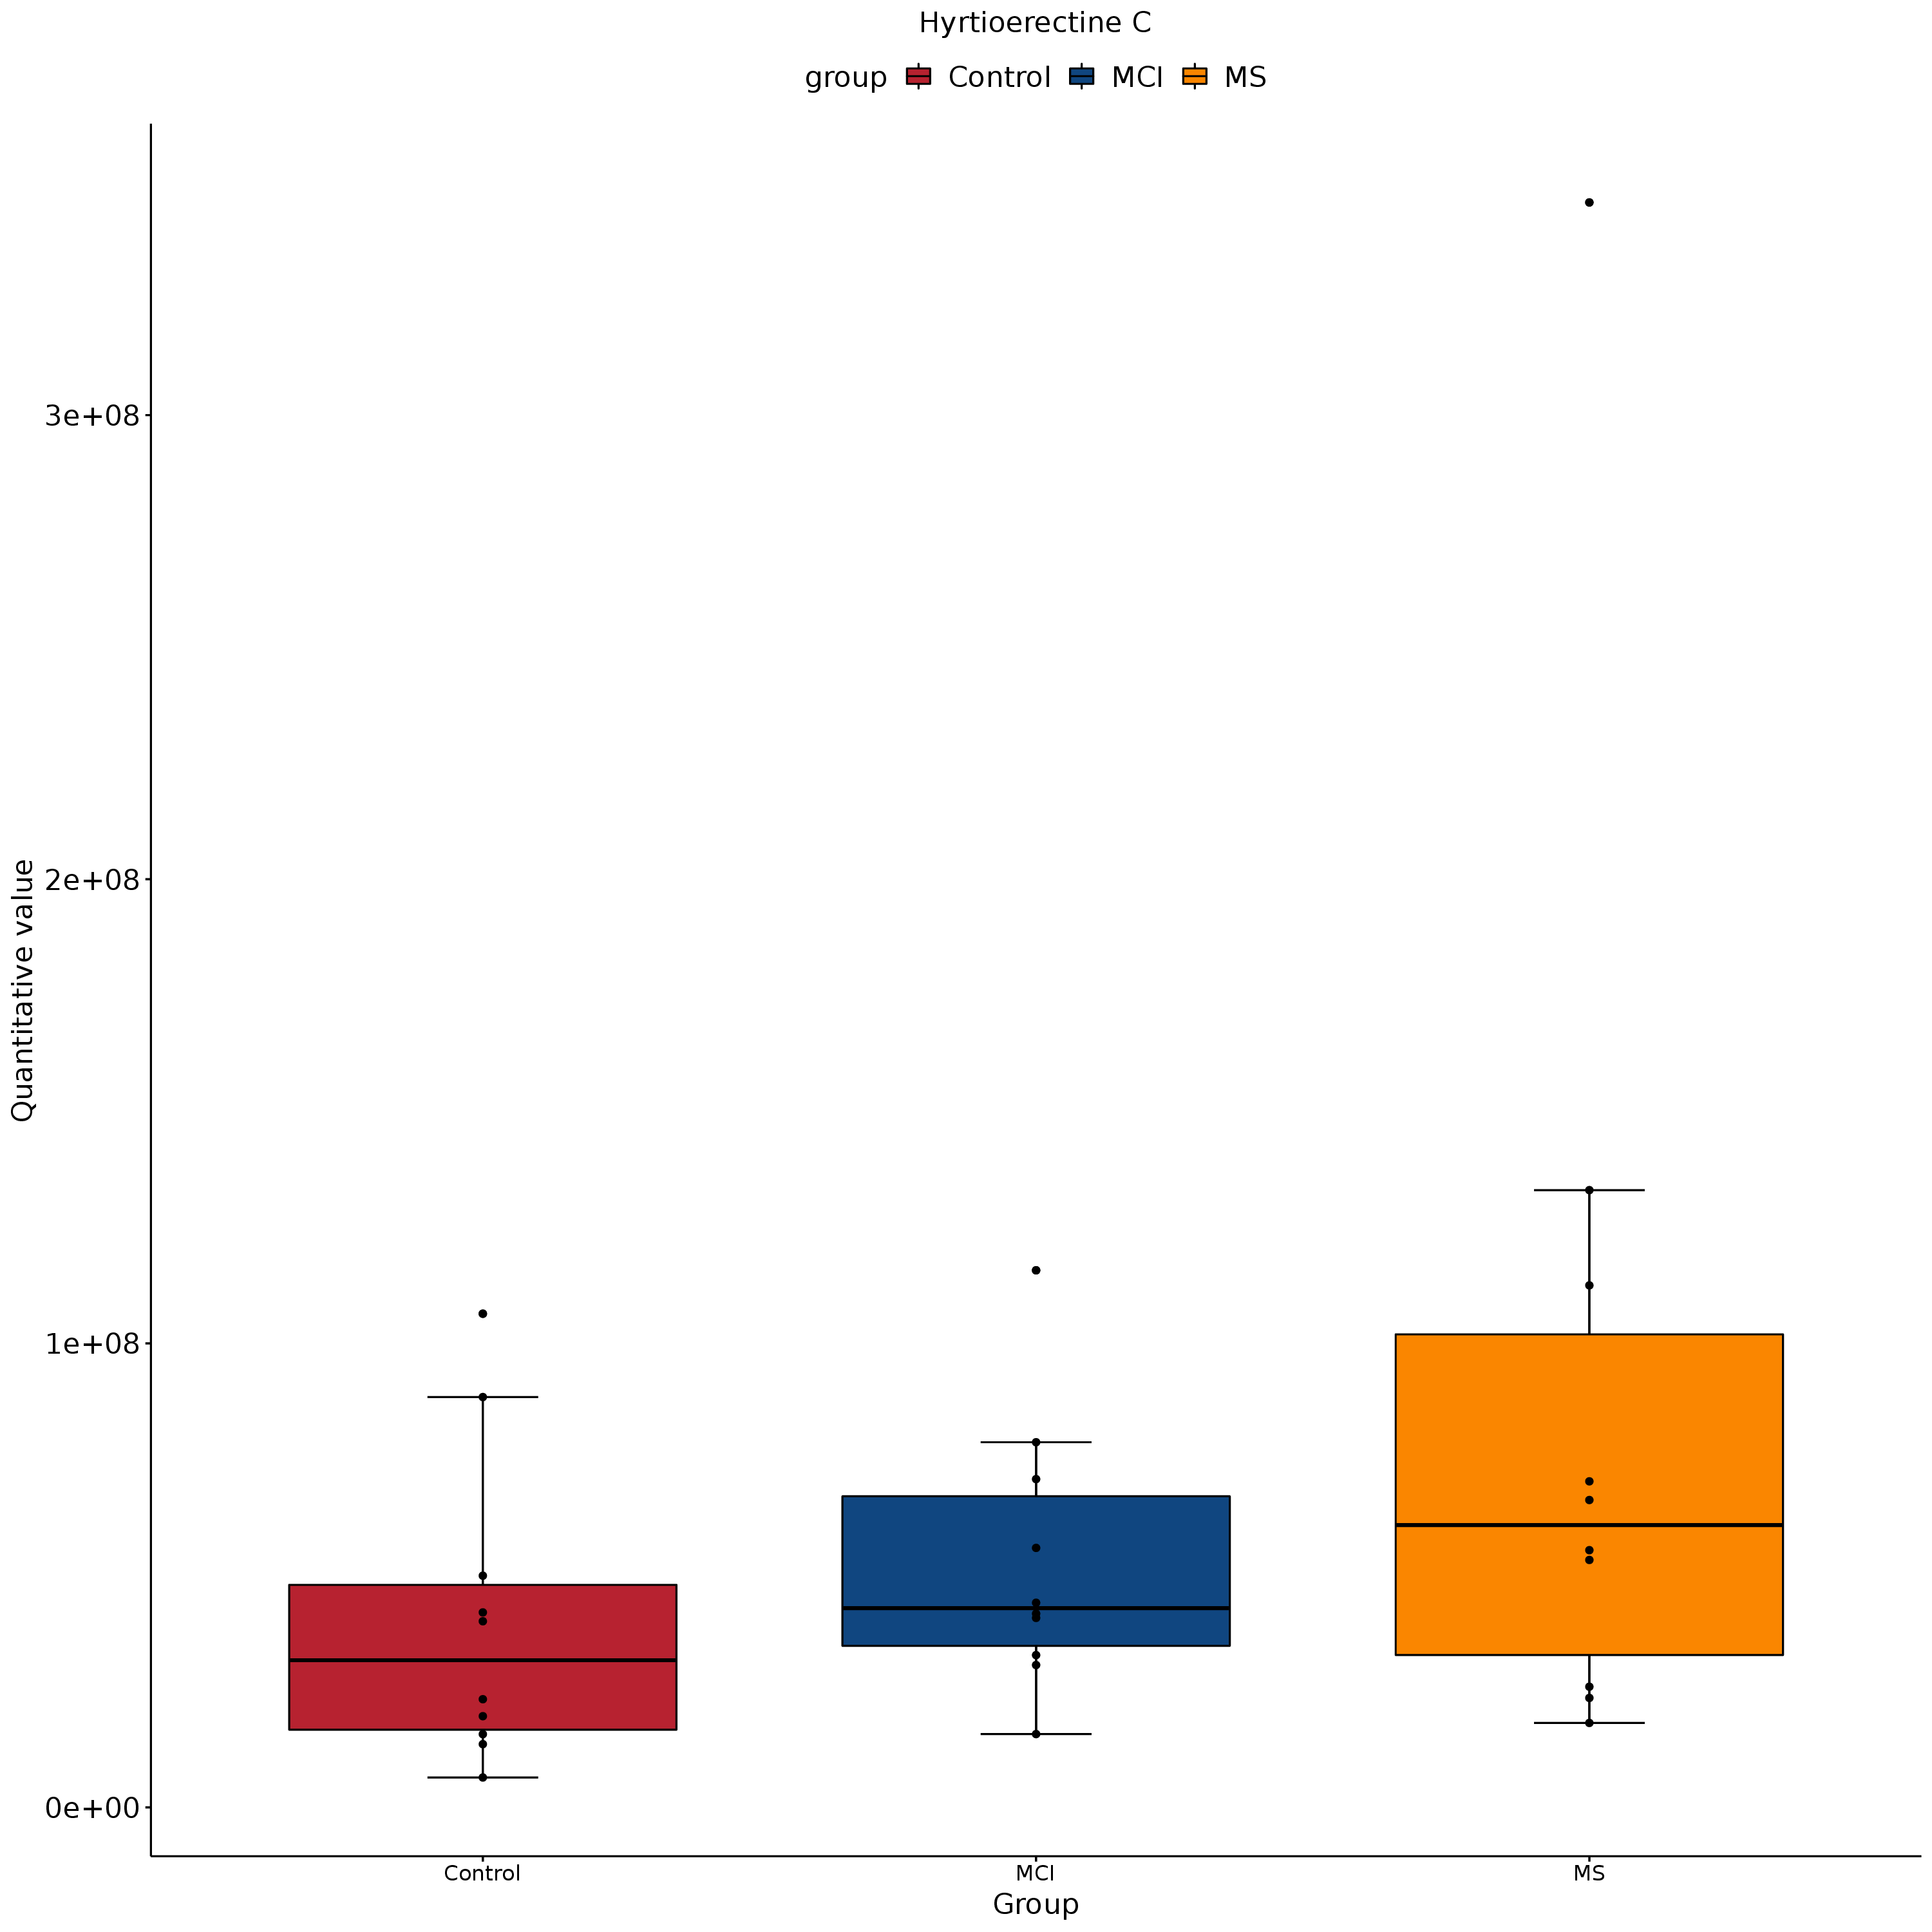 Hyrtioerectine C
group Control MCI MS
Quantitative value
3e+08
2e+08
1e+08
0e+00
Control MCI MS
Group